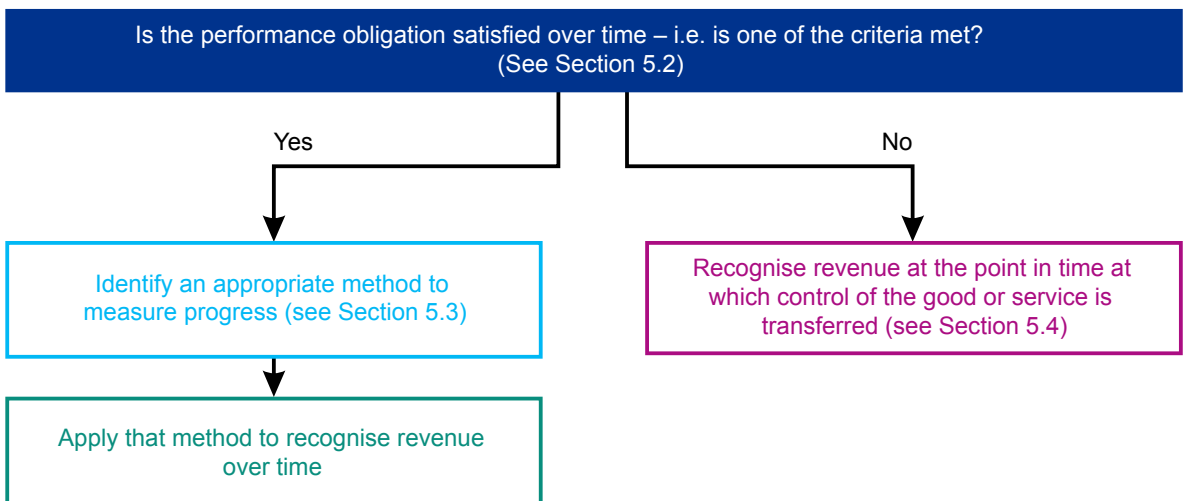 Is the performance obligation satisfied over time – i.e. is one of the criteria met?
(See Section 5.2)
Yes
No
Identify an appropriate method to
measure progress (see Section 5.3)
Recognise revenue at the point in time at
which control of the good or service is
transferred (see Section 5.4)
Apply that method to recognise revenue
over time